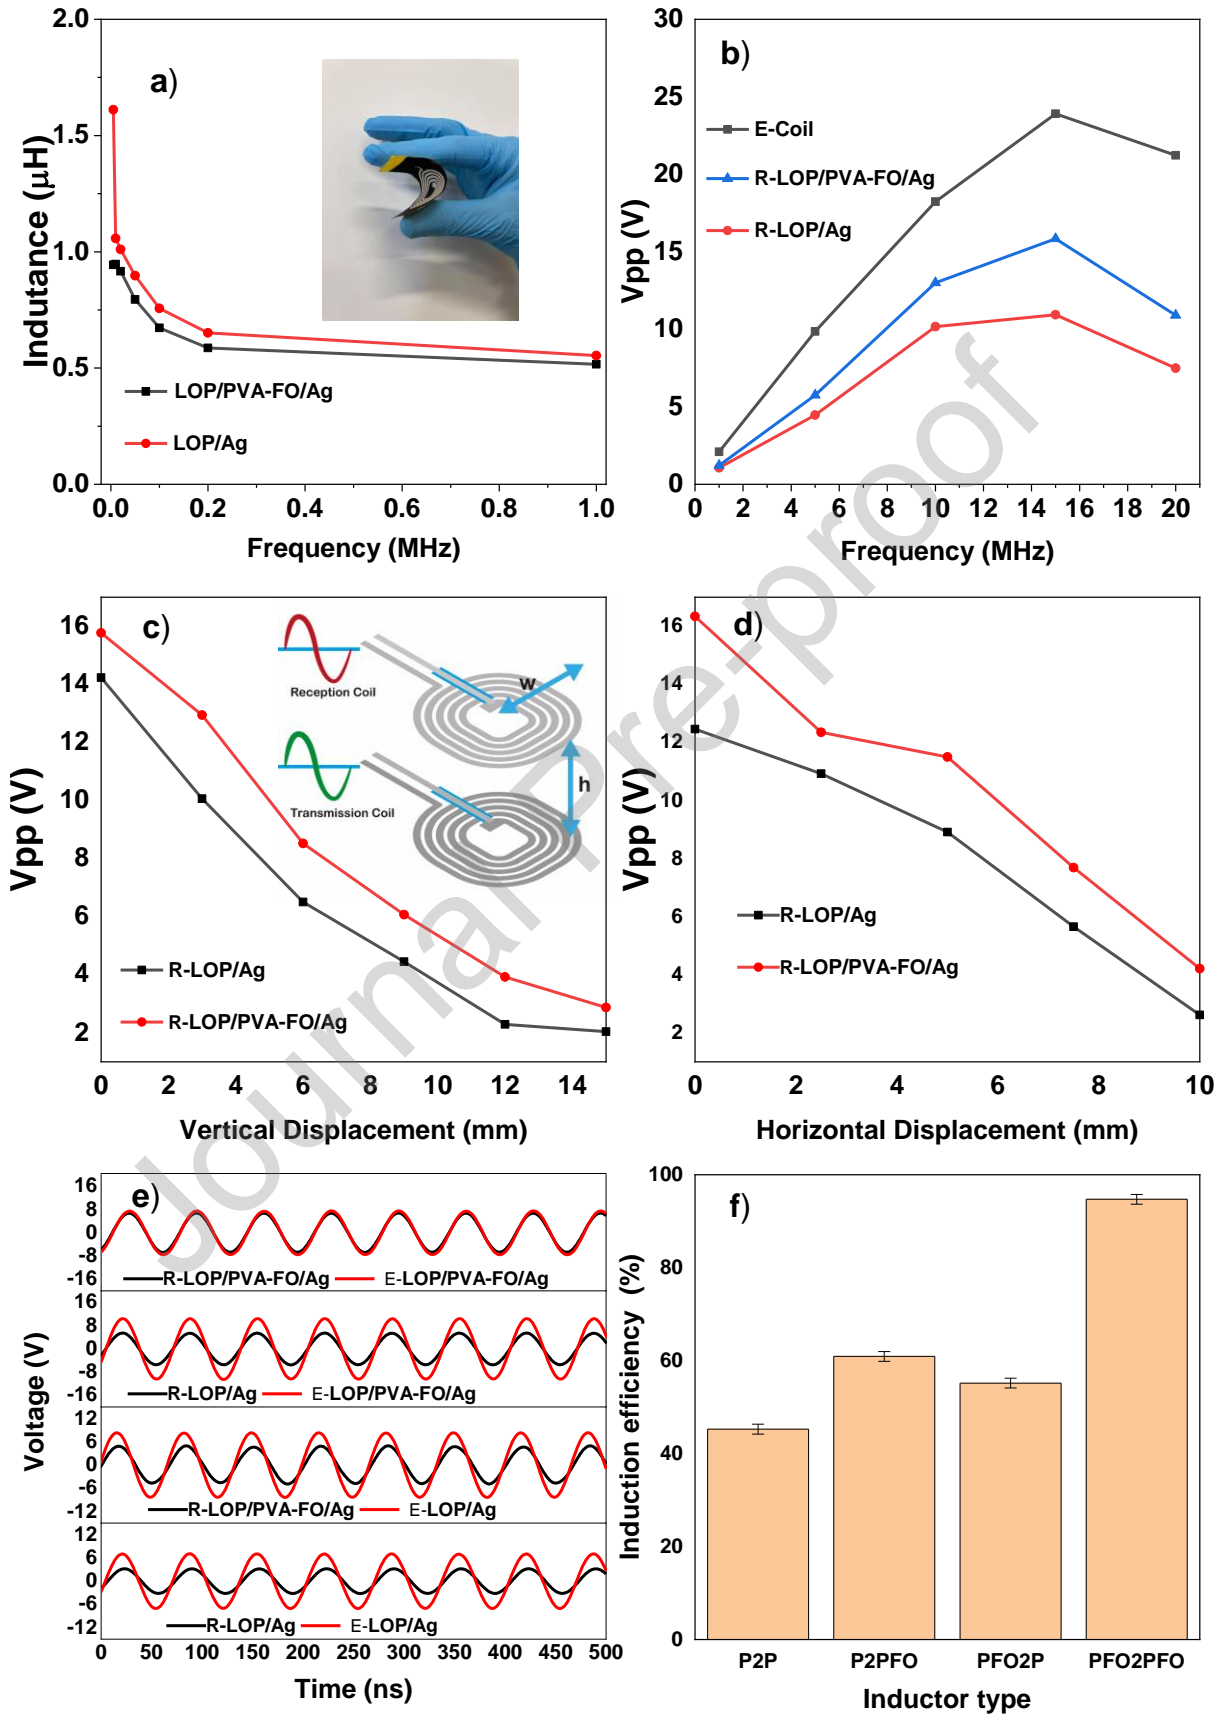 a)
2.0
1.5
1.0
0.5
0.0
Indutance (μH)
LOP/PVA-FO/Ag
LOP/Ag
0.0 0.2 0.4 0.6 0.8 1.0
Frequency (MHz)
b)
30
25
20
15
10
5
0
Vpp (V)
E-Coil
R-LOP/PVA-FO/Ag
R-LOP/Ag
0 2 4 6 8 10 12 14 16 18 20
Frequency (MHz)
c)
16
14
12
10
8
6
4
2
Vpp (V)
Reception Coil
w
Transmission Coil
h
R-LOP/Ag
R-LOP/PVA-FO/Ag
0 2 4 6 8 10 12 14
Vertical Displacement (mm)
d)
16
14
12
10
8
6
4
2
Vpp (V)
R-LOP/Ag
R-LOP/PVA-FO/Ag
0 2 4 6 8 10
Horizontal Displacement (mm)
e)
16
8
0
-8
-16
R-LOP/PVA-FO/Ag E-LOP/PVA-FO/Ag
16
8
0
-8
-16
R-LOP/Ag E-LOP/PVA-FO/Ag
12
6
0
-6
-12
R-LOP/PVA-FO/Ag E-LOP/Ag
12
6
0
-6
-12
R-LOP/Ag E-LOP/Ag
Voltage (V)
0 50 100 150 200 250 300 350 400 450 500
Time (ns)
f)
100
80
60
40
20
0
Induction efficiency (%)
P2P P2PFO PFO2P PFO2PFO
Inductor type
Journal Pre-proof